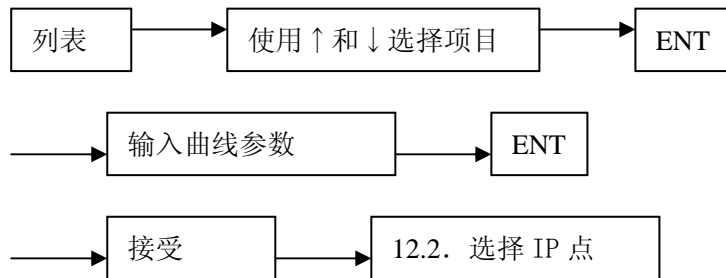 列表 使用↑和↓选择项目 ENT
输入曲线参数 ENT
接受 12.2. 选择 IP 点